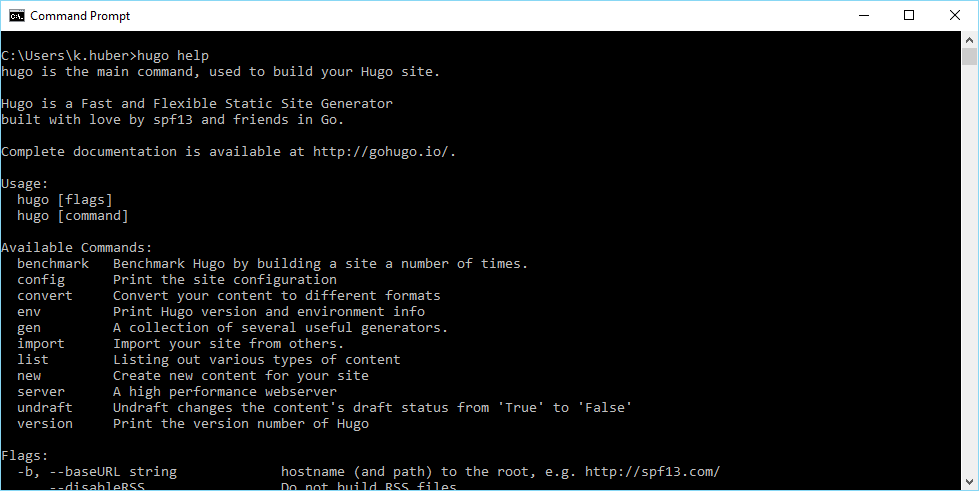 Command Prompt
C:\Users\k.huber>hugo help
hugo is the main command, used to build your Hugo site.
Hugo is a Fast and Flexible Static Site Generator
built with love by spf13 and friends in Go.
Complete documentation is available at http://gohugo.io/.
Usage:
  hugo [flags]
  hugo [command]
Available Commands:
  benchmark   Benchmark Hugo by building a site a number of times.
  config      Print the site configuration
  convert     Convert your content to different formats
  env         Print Hugo version and environment info
  gen         A collection of several useful generators.
  import      Import your site from others.
  list        Listing out various types of content
  new         Create new content for your site
  server      A high performance webserver
  undraft     Undraft changes the content's draft status from 'True' to 'False'
  version     Print the version number of Hugo
Flags:
  -b, --baseURL string             hostname (and path) to the root, e.g. http://spf13.com/
      --disableRSS                 Do not build RSS files